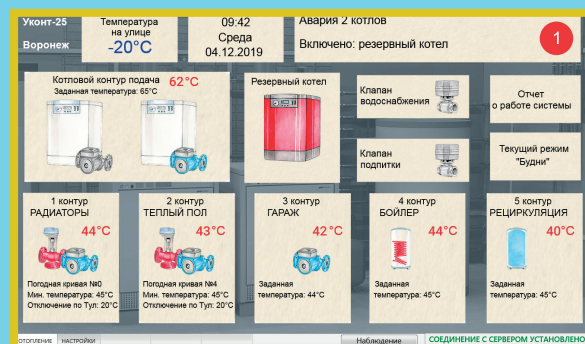 Уконт-25
Воронеж
Температура
на улице
-20°C
09:42
Среда
04.12.2019
Авария 2 котлов
Включено: резервный котел
1
Котловой контур подача 62°C
Заданная температура: 65°C
Резервный котел
Клапан
водоснабжения
Клапан
подпитки
Отчет
о работе системы
Текущий режим
"Будни"
1 контур
РАДИАТОРЫ
44°C
Погодная кривая №0
Мин. температура: 45°C
Отключение по Тул: 20°C
2 контур
ТЕПЛЫЙ ПОЛ
43°C
Погодная кривая №4
Мин. температура: 45°C
Отключение по Тул: 20°C
3 контур
ГАРАЖ
42°C
Заданная
температура: 44°C
4 контур
БОЙЛЕР
44°C
Заданная
температура: 45°C
5 контур
РЕЦИРКУЛЯЦИЯ
40°C
Заданная
температура: 45°C
ОТОПЛЕНИЕ
НАСТРОЙКИ
Наблюдение
СОЕДИНЕНИЕ С СЕРВЕРОМ УСТАНОВЛЕНО